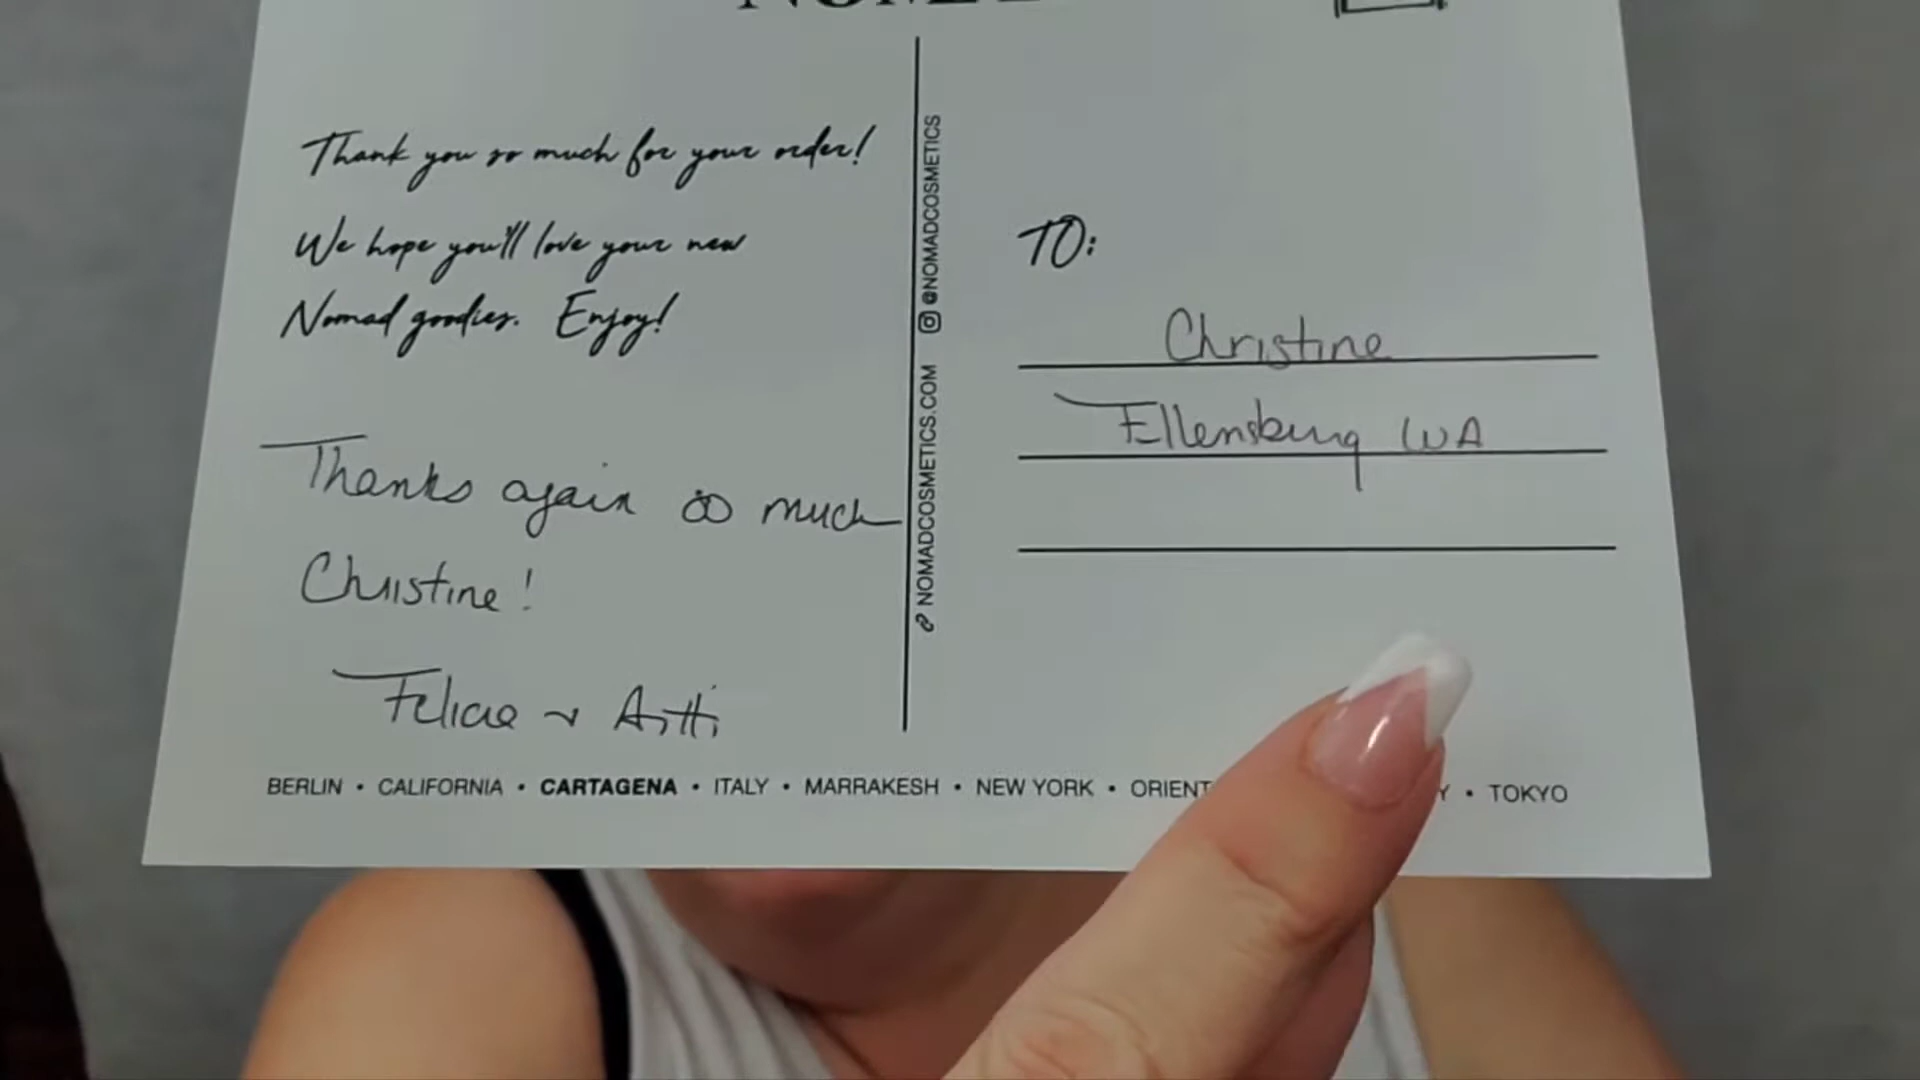 Thank you so much for your order!
We hope you'll love your new
Nomad goodies. Enjoy!
Thanks again so much
Christine!
Felicia & Antti
@NOMADCOSMETICS
NOMADCOSMETICS.COM
TO:
Christine
Ellensburg WA
BERLIN • CALIFORNIA • CARTAGENA • ITALY • MARRAKESH • NEW YORK • ORIENT • TOKYO